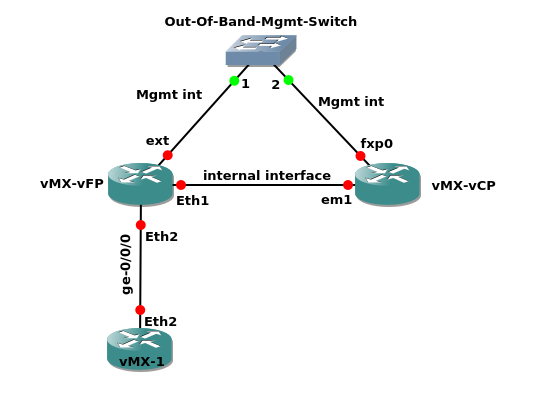 Out-Of-Band-Mgmt-Switch
1
2
Mgmt int
Mgmt int
ext
fxp0
vMX-vFP
internal interface
vMX-vCP
Eth1
em1
Eth2
ge-0/0/0
Eth2
vMX-1